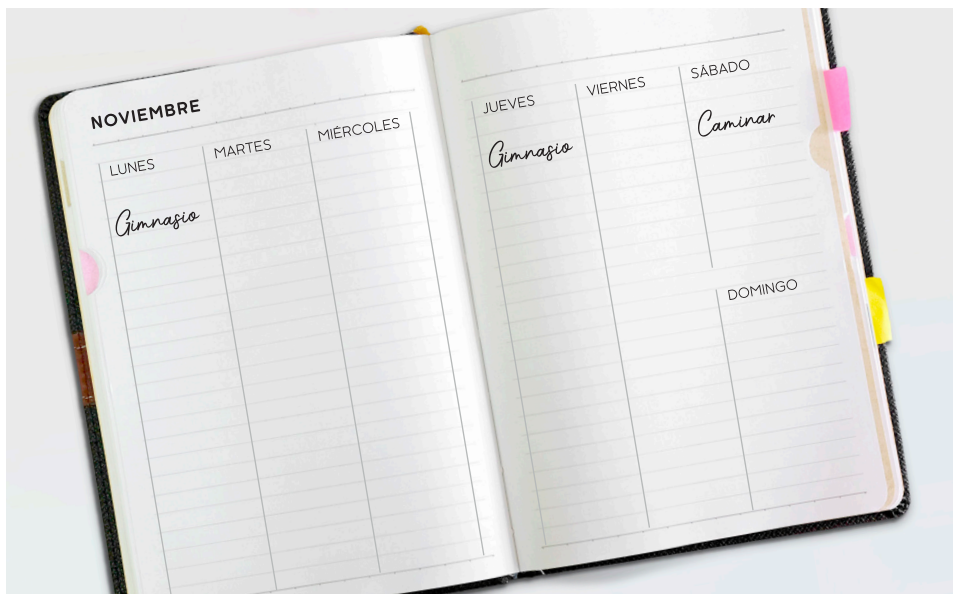 NOVIEMBRE
LUNES
MARTES
MIÉRCOLES
Gimnasio
JUEVES
VIERNES
SÁBADO
Gimnasio
Caminar
DOMINGO